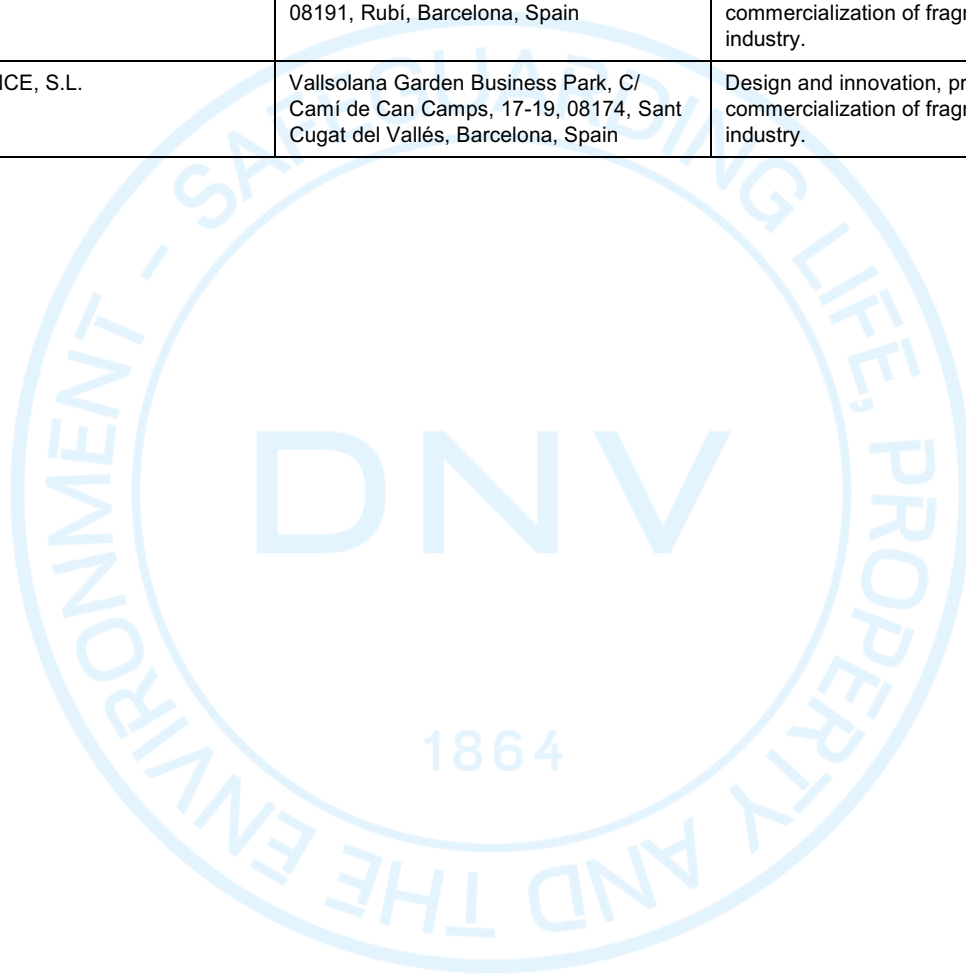 08191, Rubí, Barcelona, Spain
commercialization of fragr
industry.
NCE, S.L.
Vallsolana Garden Business Park, C/
Camí de Can Camps, 17-19, 08174, Sant
Cugat del Vallés, Barcelona, Spain
Design and innovation, pr
commercialization of fragr
industry.
SAFEGUARDING LIFE, PROPERTY AND THE ENVIRONMENT -
DNV
1864